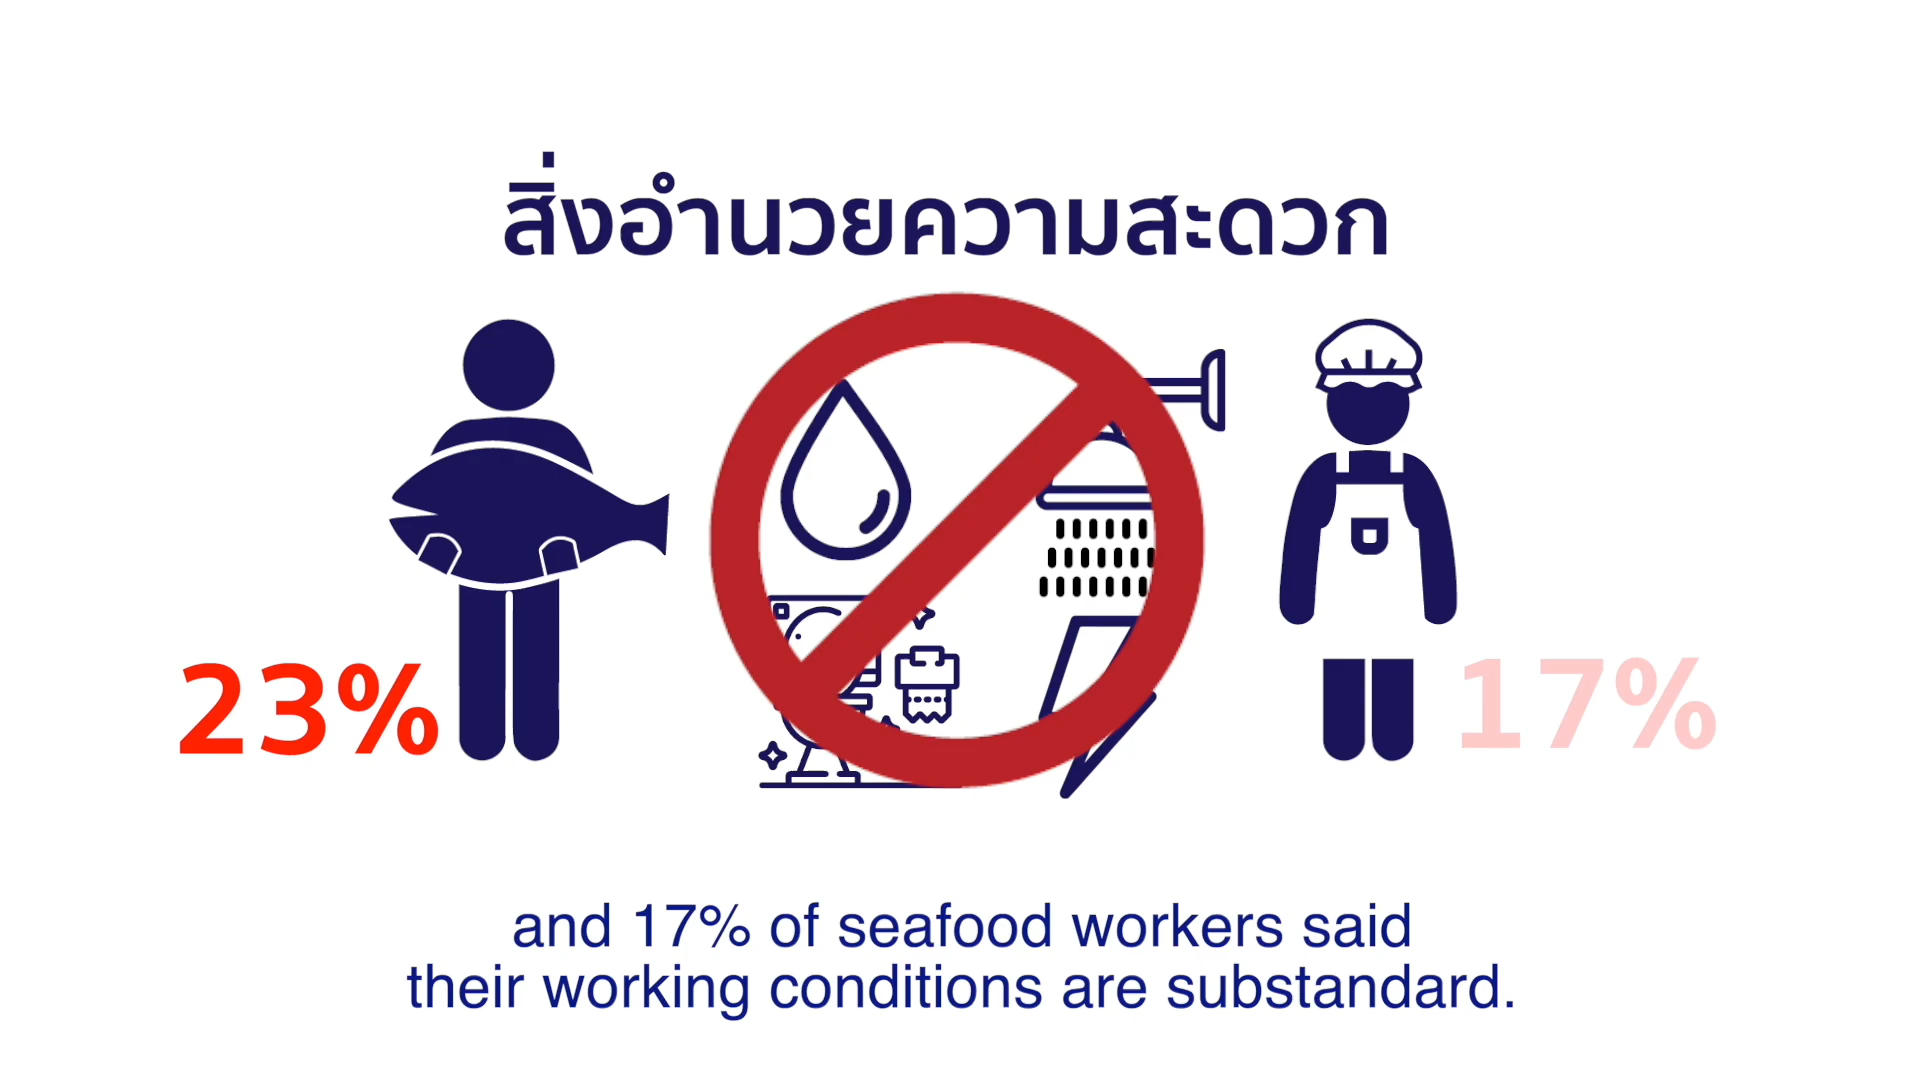 สิ่งอำนวยความสะดวก
23%
17%
and 17% of seafood workers said
their working conditions are substandard.